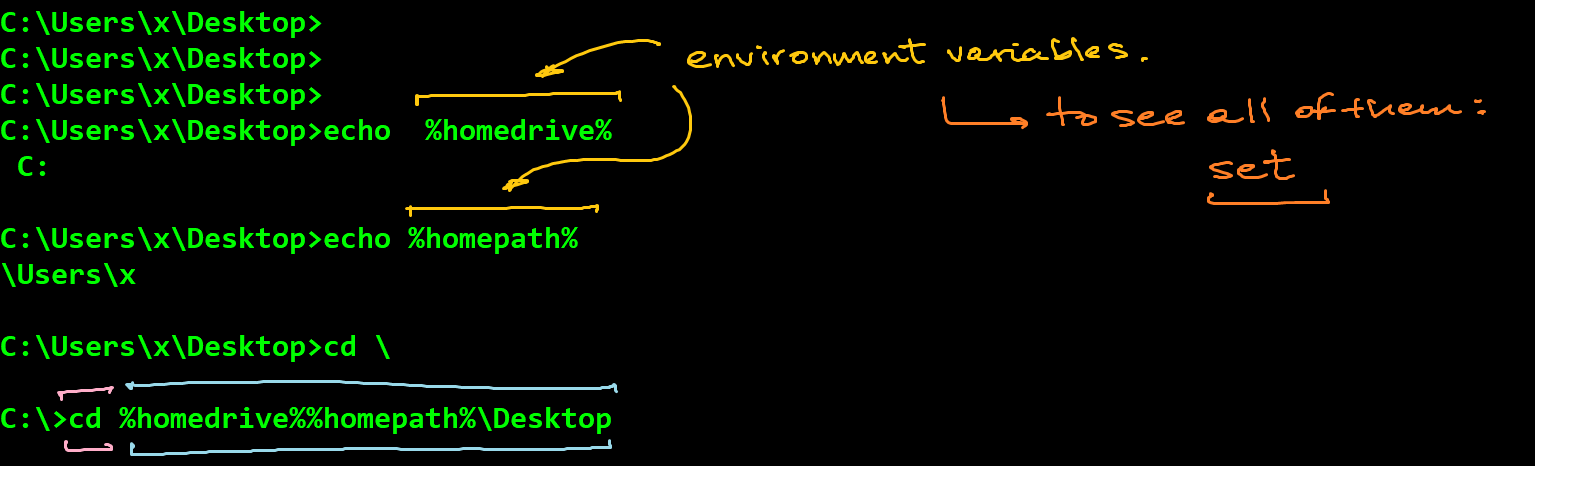 C:\Users\x\Desktop>
C:\Users\x\Desktop>
environment variables.
C:\Users\x\Desktop>
to see all of them:
C:\Users\x\Desktop>echo  %homedrive%
C:
set
C:\Users\x\Desktop>echo %homepath%
\Users\x
C:\Users\x\Desktop>cd \
C:\>cd %homedrive%%homepath%\Desktop